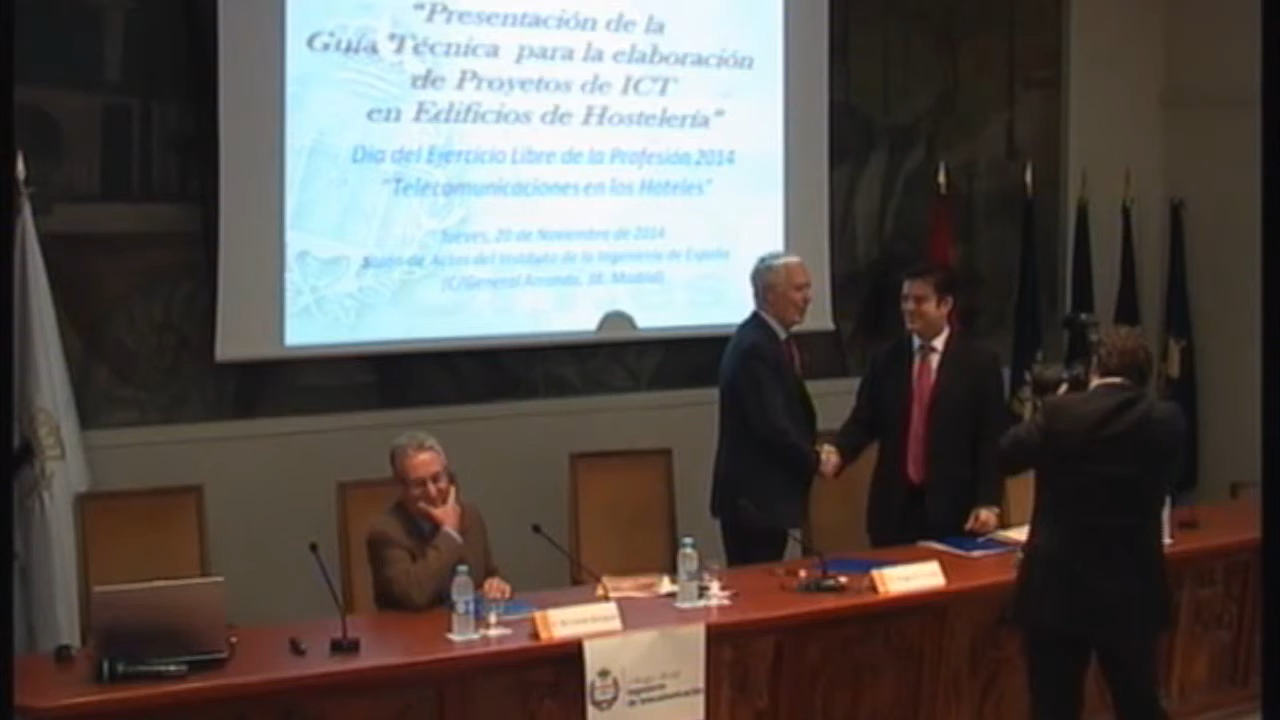 "Presentación de la
Guía Técnica para la elaboración
de Proyetos de ICT
en Edificios de Hostelería"
Día del Ejercicio Libre de la Profesión 2014
"Telecomunicaciones en los Hoteles"
Jueves, 20 de Noviembre de 2014
Salón de Actos del Instituto de la Ingeniería de España
(C/General Arrando, 38. Madrid)